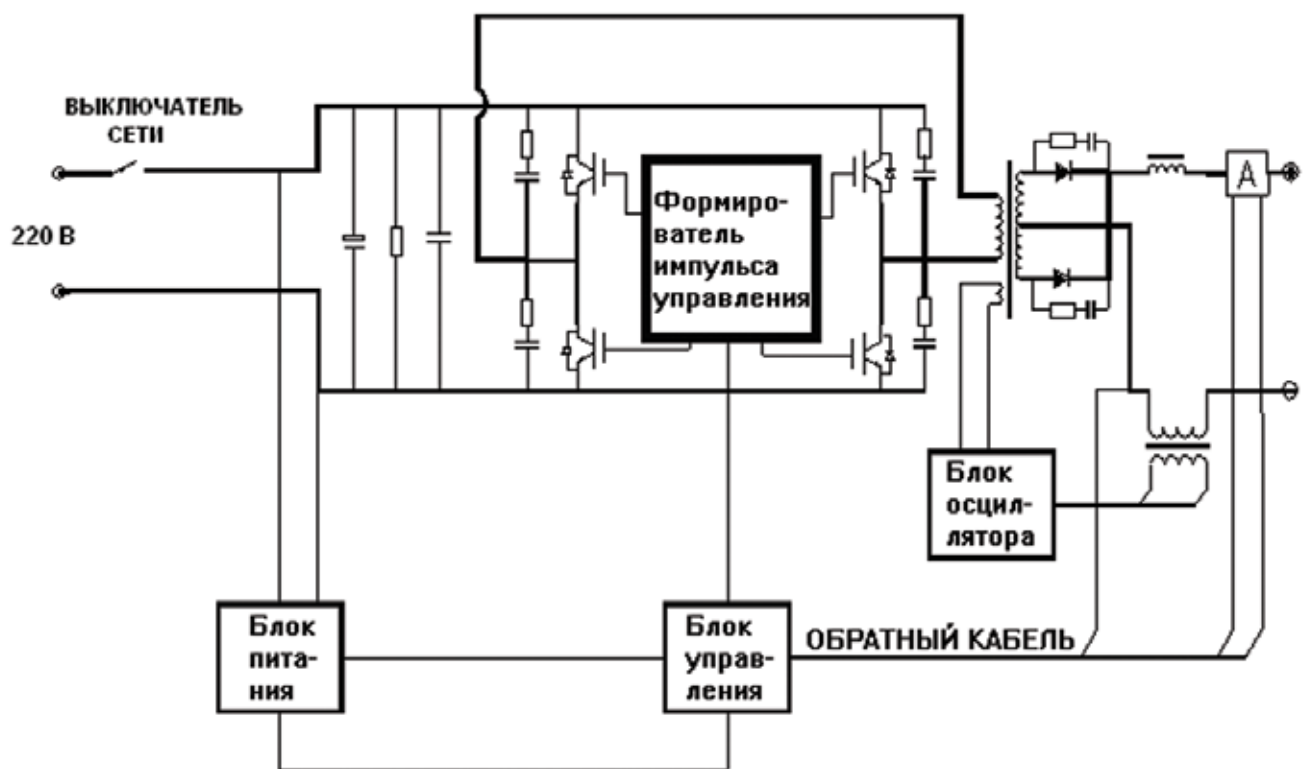 ВЫКЛЮЧАТЕЛЬ
СЕТИ
220 В
Формиро-
ватель
импульса
управления
А
Блок
осцил-
лятора
Блок
пита-
ния
Блок
управ-
ления
ОБРАТНЫЙ КАБЕЛЬ